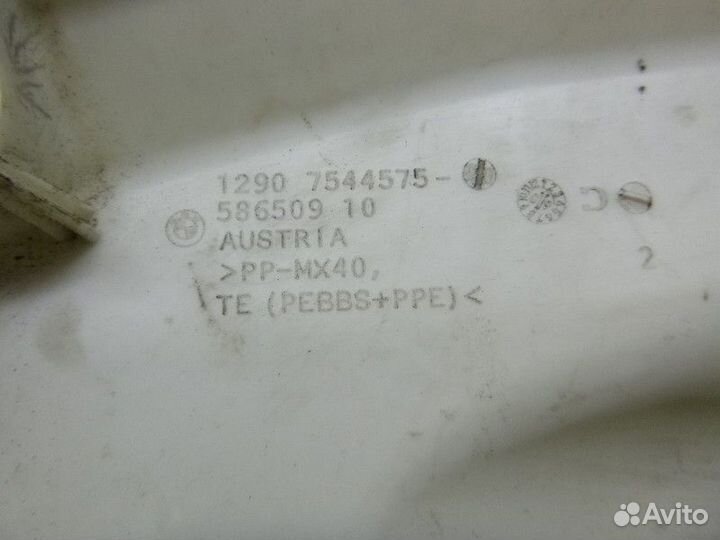 1290 7544575-
586509 10
AUSTRIA
>PP-MX40,
TE (PEBBS+PPE)<
2
Avito